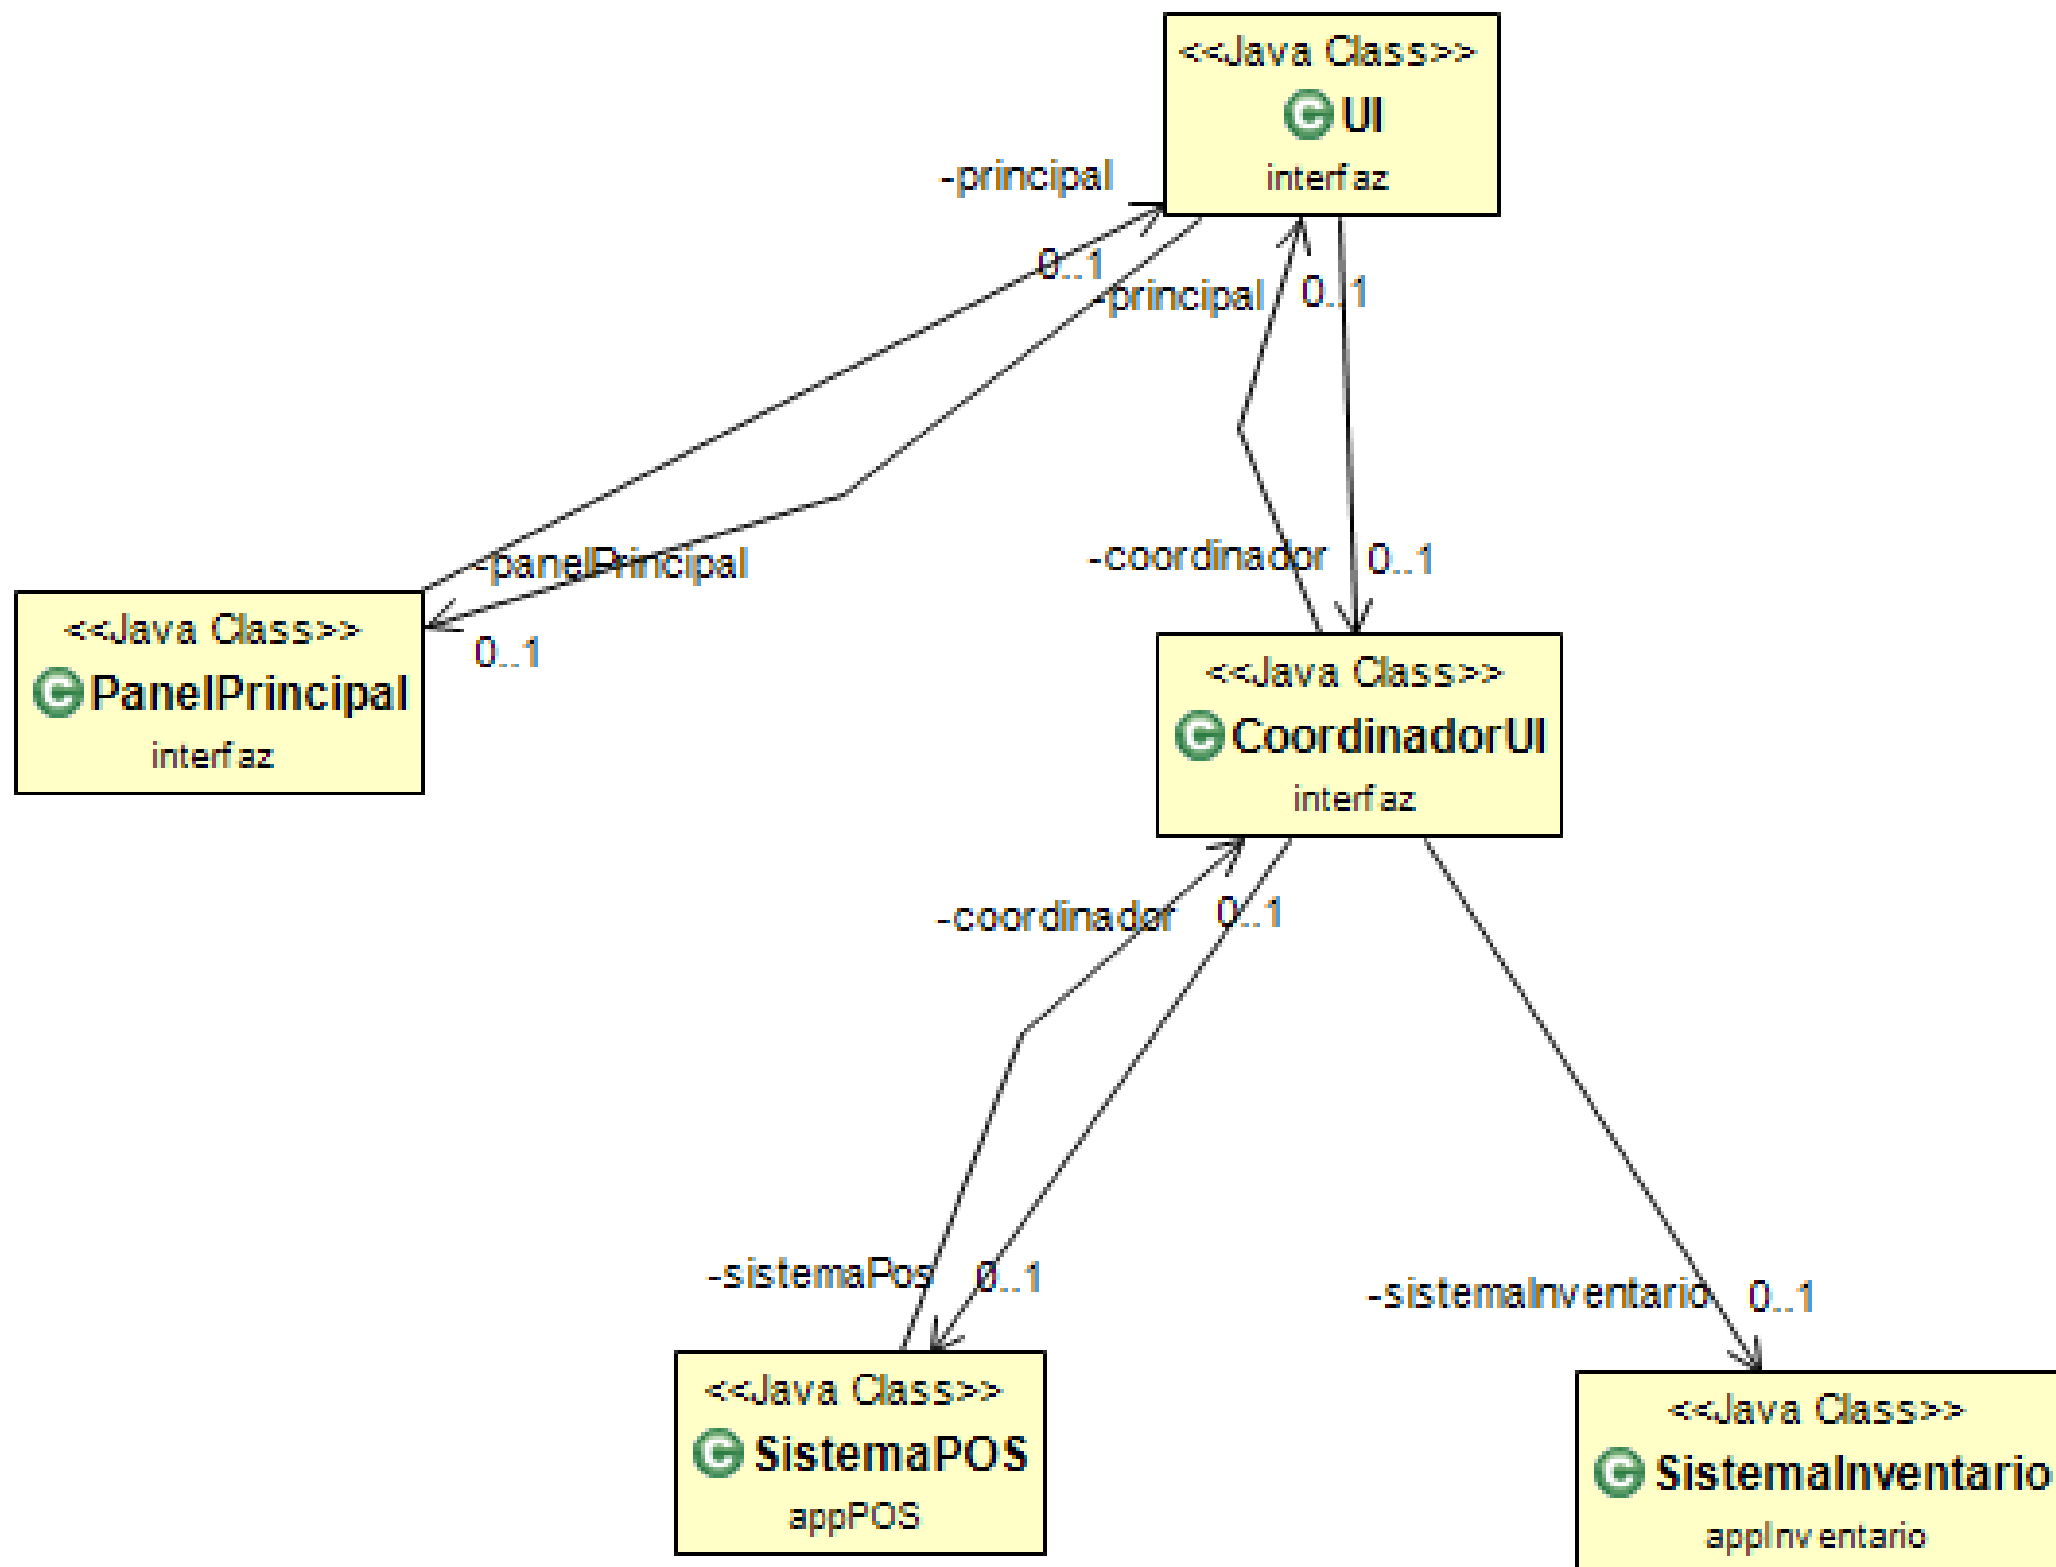 <<Java Class>>
C UI
interfaz
-principal
0..1
-principal
0..1
-coordinador
0..1
-panelPrincipal
0..1
<<Java Class>>
C PanelPrincipal
interfaz
<<Java Class>>
C CoordinadorUI
interfaz
-coordinador
0..1
-sistemaPos
0..1
-sistemaInventario
0..1
<<Java Class>>
C SistemaPOS
appPOS
<<Java Class>>
C SistemaInventario
appInventario